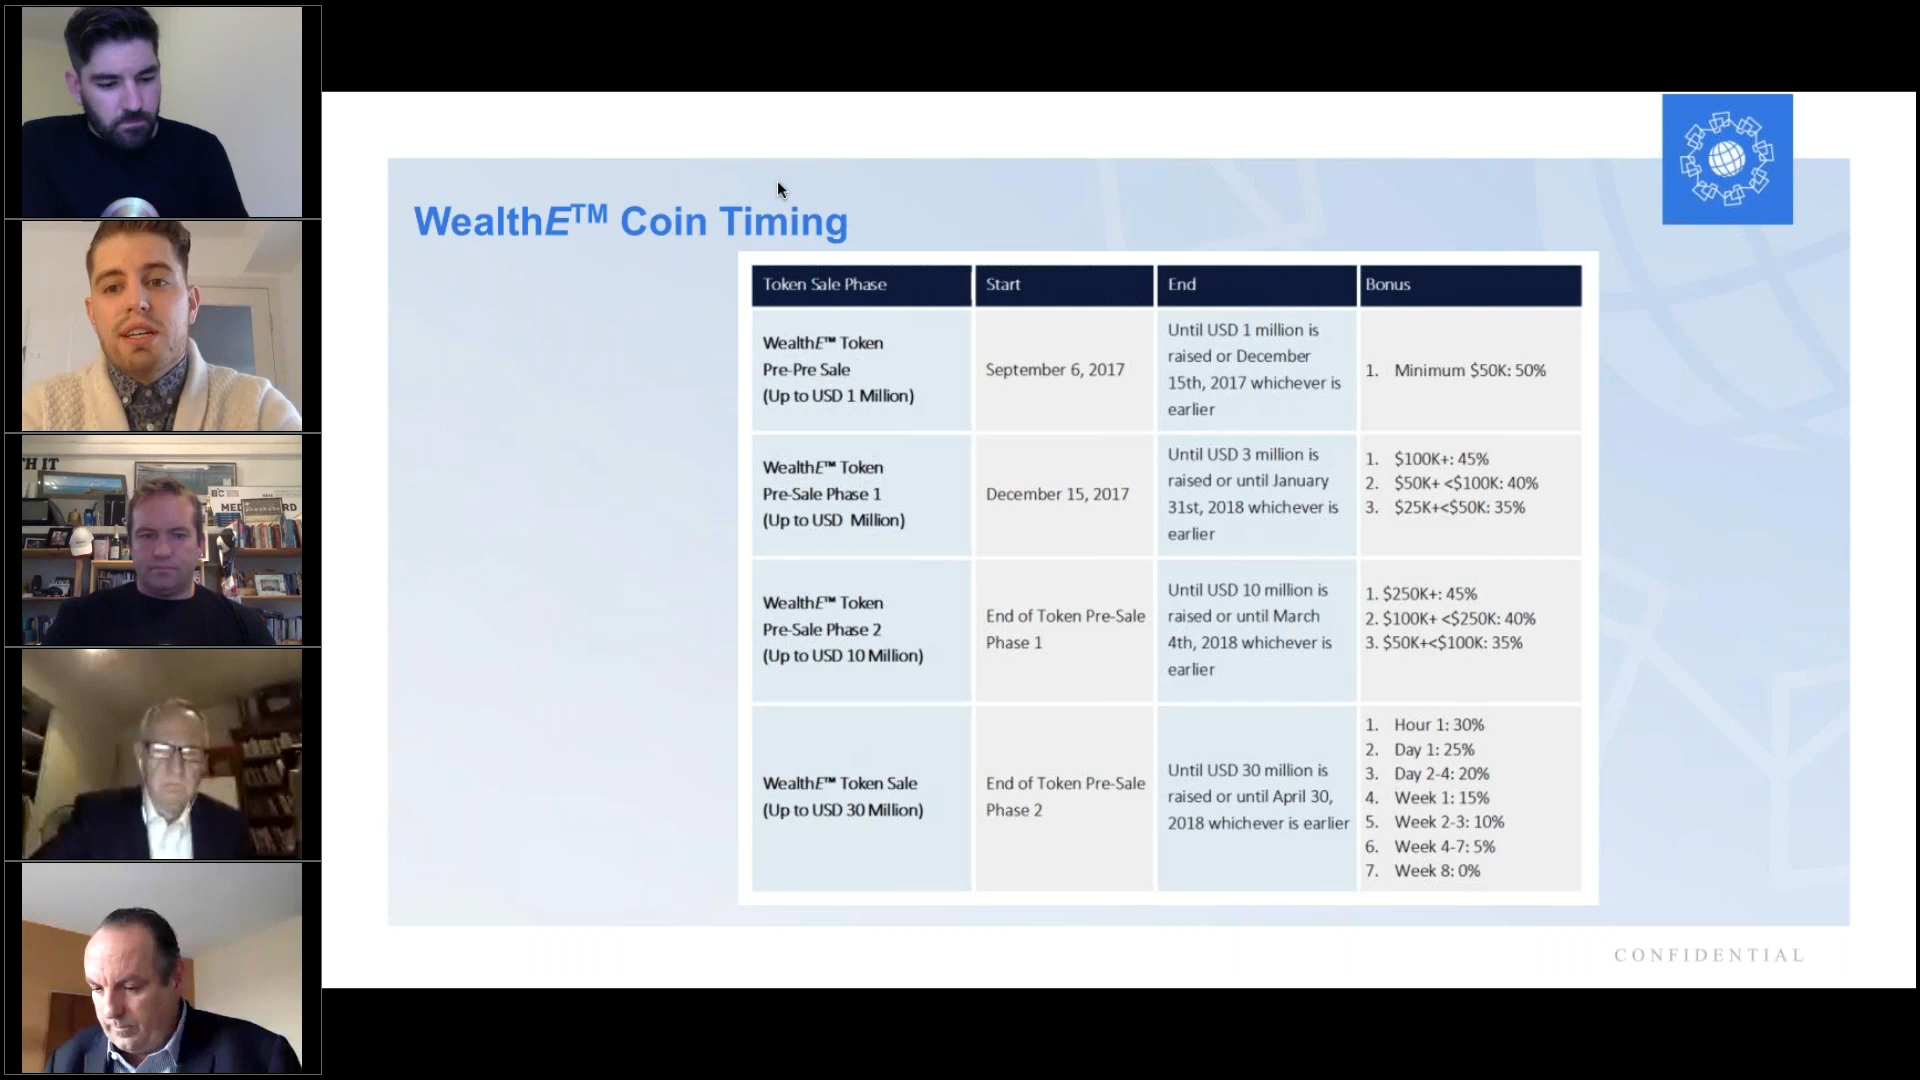 WealthE™ Coin Timing
Token Sale Phase
Start
End
Bonus
WealthE™ Token
Pre-Pre Sale
(Up to USD 1 Million)
September 6, 2017
Until USD 1 million is
raised or December
15th, 2017 whichever is
earlier
1. Minimum $50K: 50%
WealthE™ Token
Pre-Sale Phase 1
(Up to USD Million)
December 15, 2017
Until USD 3 million is
raised or until January
31st, 2018 whichever is
earlier
1. $100K+: 45%
2. $50K+ <$100K: 40%
3. $25K+<$50K: 35%
WealthE™ Token
Pre-Sale Phase 2
(Up to USD 10 Million)
End of Token Pre-Sale
Phase 1
Until USD 10 million is
raised or until March
4th, 2018 whichever is
earlier
1. $250K+: 45%
2. $100K+ <$250K: 40%
3. $50K+<$100K: 35%
WealthE™ Token Sale
(Up to USD 30 Million)
End of Token Pre-Sale
Phase 2
Until USD 30 million is
raised or until April 30,
2018 whichever is earlier
1. Hour 1: 30%
2. Day 1: 25%
3. Day 2-4: 20%
4. Week 1: 15%
5. Week 2-3: 10%
6. Week 4-7: 5%
7. Week 8: 0%
CONFIDENTIAL
TH IT